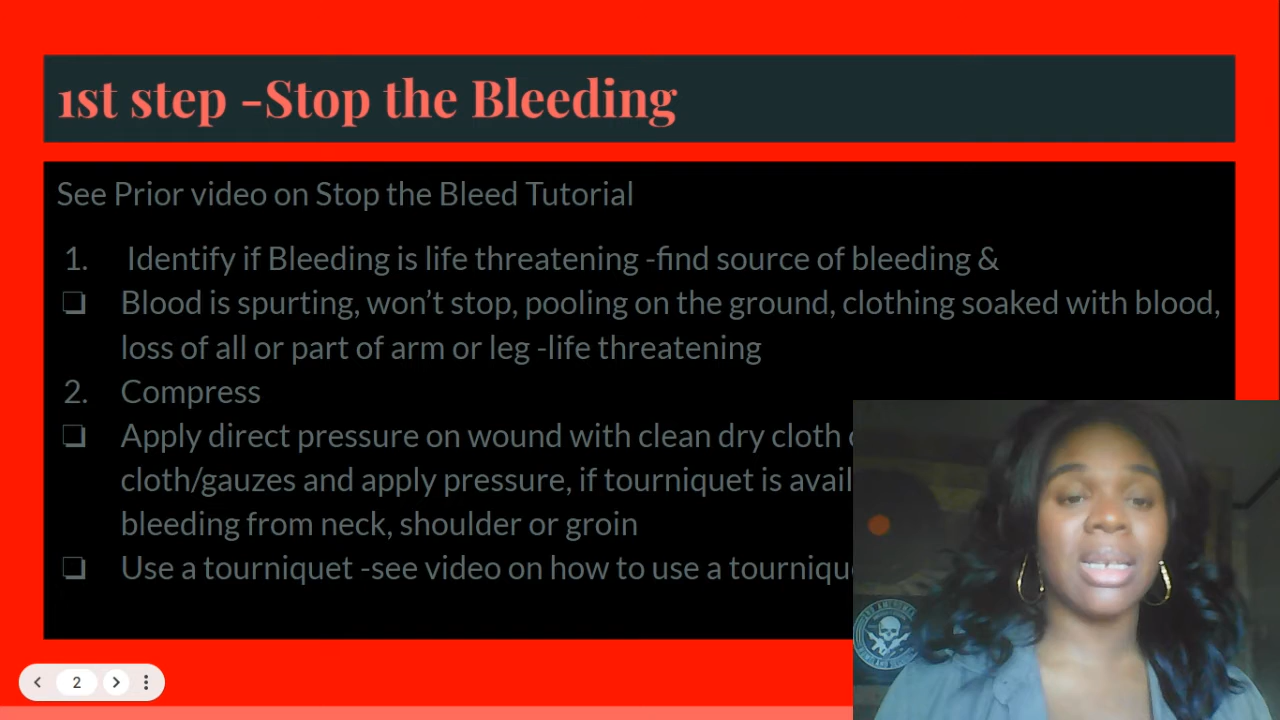 1st step -Stop the Bleeding
See Prior video on Stop the Bleed Tutorial
1. Identify if Bleeding is life threatening -find source of bleeding &
❏ Blood is spurting, won’t stop, pooling on the ground, clothing soaked with blood,
loss of all or part of arm or leg -life threatening
2. Compress
❏ Apply direct pressure on wound with clean dry cloth
cloth/gauzes and apply pressure, if tourniquet is
bleeding from neck, shoulder or groin
❏ Use a tourniquet -see video on how to use a
2